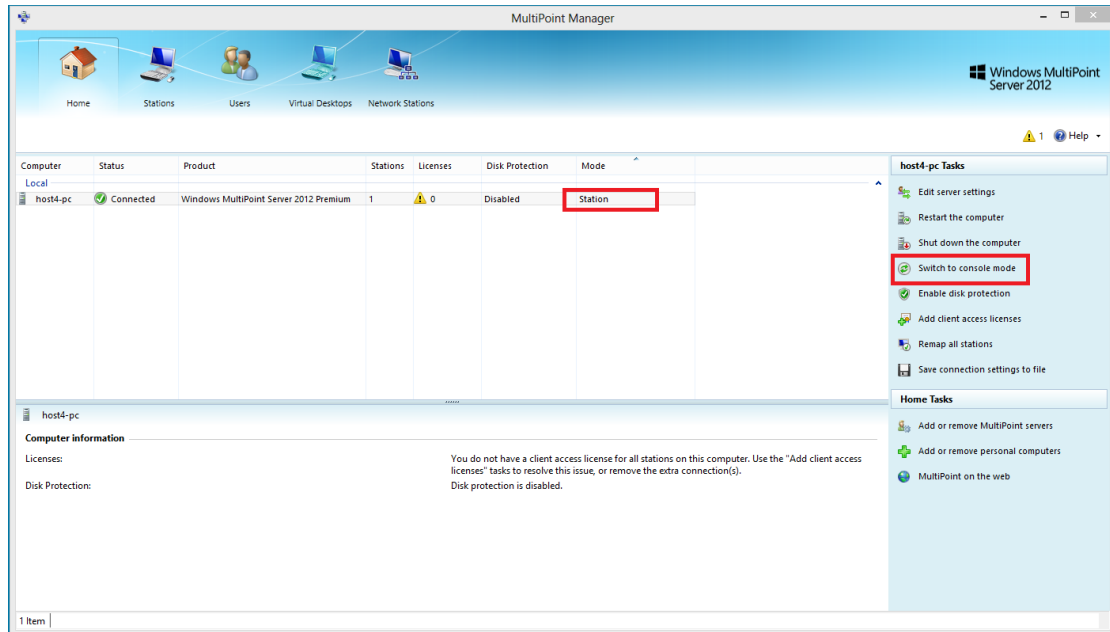 MultiPoint Manager
Home Stations Users Virtual Desktops Network Stations
Windows MultiPoint
Server 2012
1 Help
Computer Status Product Stations Licenses Disk Protection Mode
Local
host4-pc Connected Windows MultiPoint Server 2012 Premium 1 0 Disabled Station
host4-pc Tasks
Edit server settings
Restart the computer
Shut down the computer
Switch to console mode
Enable disk protection
Add client access licenses
Remap all stations
Save connection settings to file
Home Tasks
Add or remove MultiPoint servers
Add or remove personal computers
MultiPoint on the web
host4-pc
Computer information
Licenses: You do not have a client access license for all stations on this computer. Use the "Add client access
licenses" tasks to resolve this issue, or remove the extra connection(s).
Disk Protection: Disk protection is disabled.
1 Item